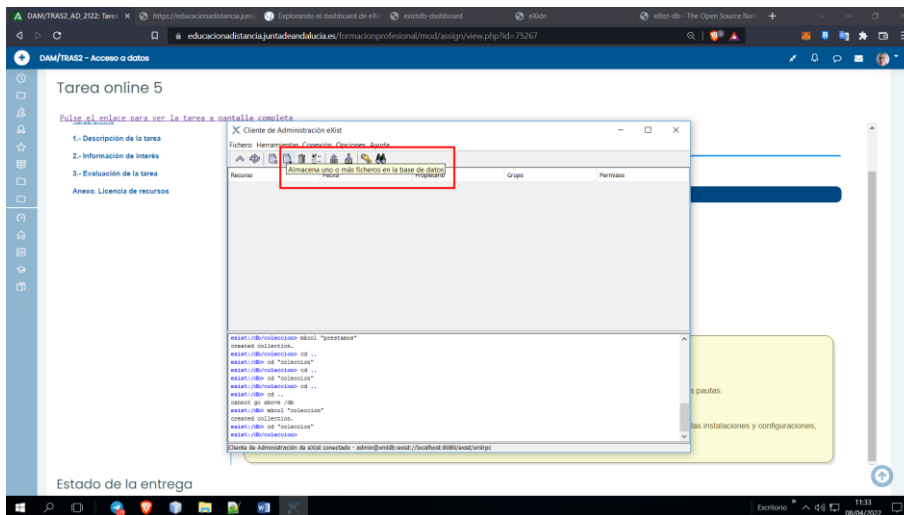 DAM/TRAS2_AD_2122: Tare
https://educacionadistancia.junt
Explorando el dashboard de eXi
existdb-dashboard
eXide
eXist-db - The Open Source Nati
educacionadistancia.juntadeandalucia.es/formacionprofesional/mod/assign/view.php?id=75267
DAM/TRAS2 - Acceso a datos
Tarea online 5
Pulse el enlace para ver la tarea a pantalla completa
1.- Descripción de la tarea
2.- Información de interés
3.- Evaluación de la tarea
Anexo. Licencia de recursos
Cliente de Administración eXist
Fichero Herramientas Conexión Opciones Ayuda
Almacena uno o más ficheros en la base de datos
Recurso Fecha Propietario Grupo Permisos
exist:/db/coleccion> mkcol "prestamos"
created collection.
exist:/db/coleccion> cd ..
exist:/db> cd "coleccion"
exist:/db/coleccion> cd ..
exist:/db> cd "coleccion"
exist:/db/coleccion> cd ..
exist:/db> cd ..
cannot go above /db
exist:/db> mkcol "coleccion"
created collection.
exist:/db> cd "coleccion"
exist:/db/coleccion>
Cliente de Administración de eXist conectado - admin@xmldb:exist://localhost:8080/exist/xmlrpc
s pautas:
las instalaciones y configuraciones,
Estado de la entrega
Escritorio
11:33
08/04/2022